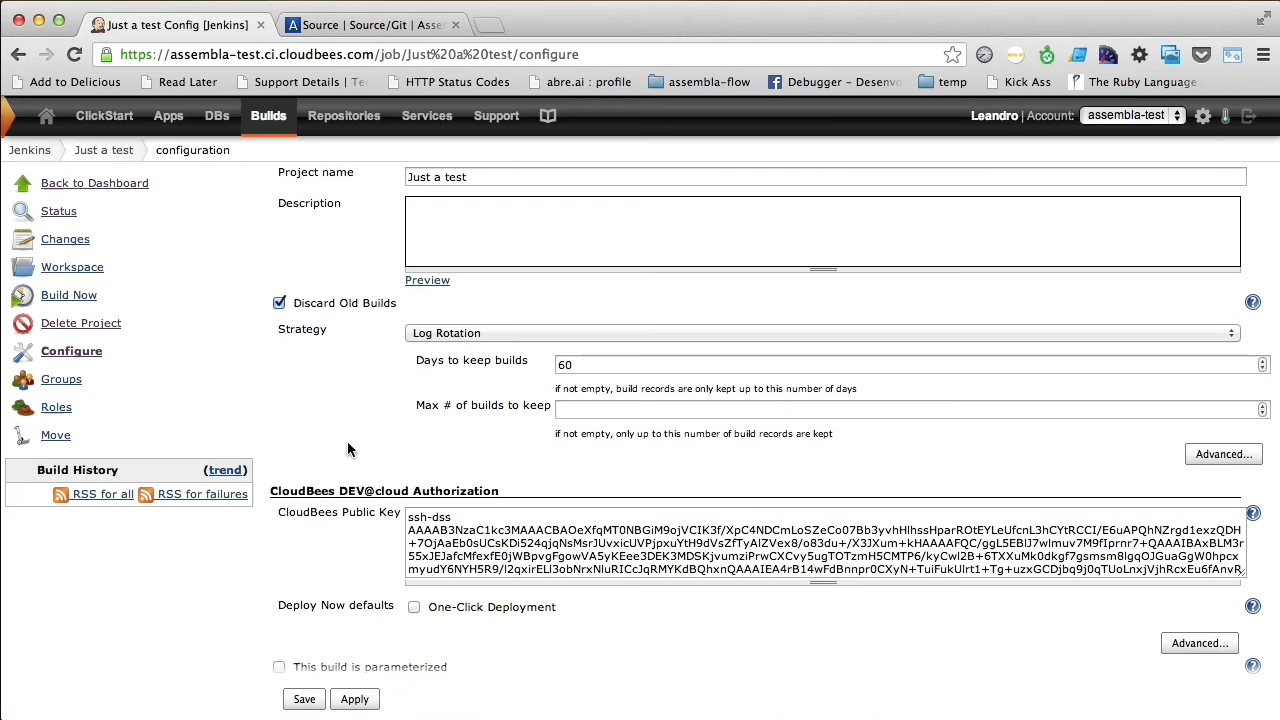 Just a test Config [Jenkins]
Source | Source/Git | Asse
https://assembla-test.ci.cloudbees.com/job/Just%20a%20test/configure
Add to Delicious
Read Later
Support Details | Te
HTTP Status Codes
abre.ai : profile
assembla-flow
Debugger - Desenvo
temp
Kick Ass
The Ruby Language
ClickStart
Apps
DBs
Builds
Repositories
Services
Support
Leandro | Account:
assembla-test
Jenkins
Just a test
configuration
Back to Dashboard
Status
Changes
Workspace
Build Now
Delete Project
Configure
Groups
Roles
Move
Build History (trend)
RSS for all RSS for failures
Project name
Just a test
Description
Preview
Discard Old Builds
Strategy
Log Rotation
Days to keep builds
60
if not empty, build records are only kept up to this number of days
Max # of builds to keep
if not empty, only up to this number of build records are kept
Advanced...
CloudBees DEV@cloud Authorization
CloudBees Public Key
ssh-dss
Deploy Now defaults
One-Click Deployment
Advanced...
This build is parameterized
Save
Apply